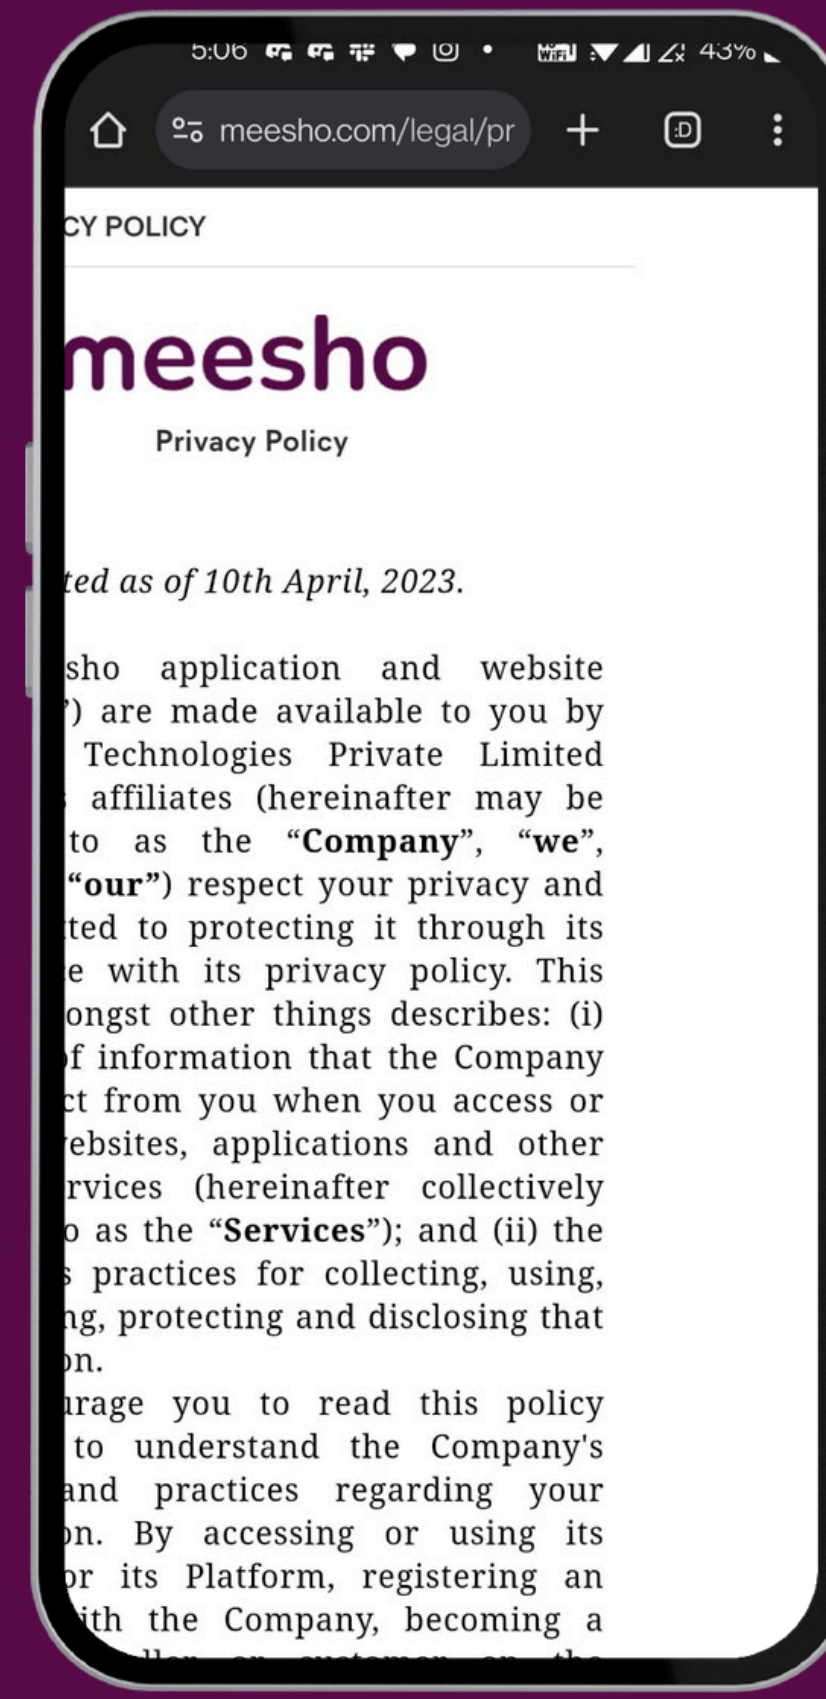 5:06 43%
meesho.com/legal/pr :D
CY POLICY
meesho
Privacy Policy
ted as of 10th April, 2023.
sho application and website
”) are made available to you by
Technologies Private Limited
s affiliates (hereinafter may be
to as the “Company”, “we”,
“our”) respect your privacy and
tted to protecting it through its
e with its privacy policy. This
ongst other things describes: (i)
of information that the Company
ct from you when you access or
ebsites, applications and other
rvices (hereinafter collectively
o as the “Services”); and (ii) the
s practices for collecting, using,
ng, protecting and disclosing that
on.
urage you to read this policy
to understand the Company's
and practices regarding your
on. By accessing or using its
or its Platform, registering an
ith the Company, becoming a